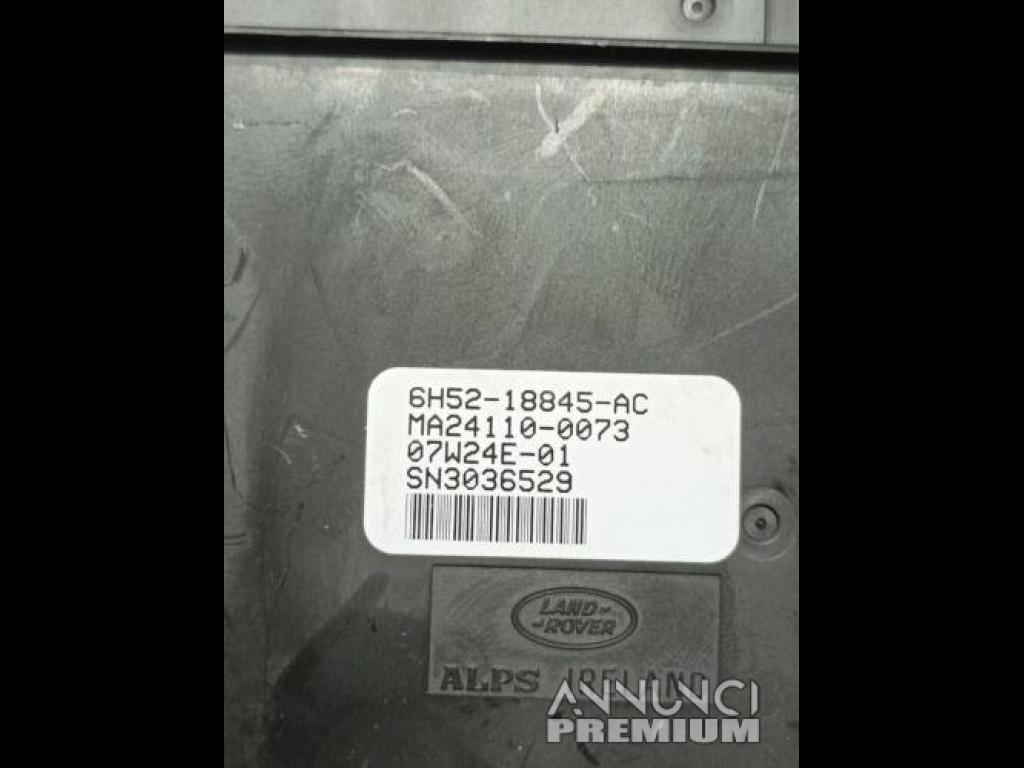 6H52-18845-AC
MA24110-0073
07W24E-01
SN3036529
LAND
ROVER
ALPS IRELAND
ANNUNCI
PREMIUM